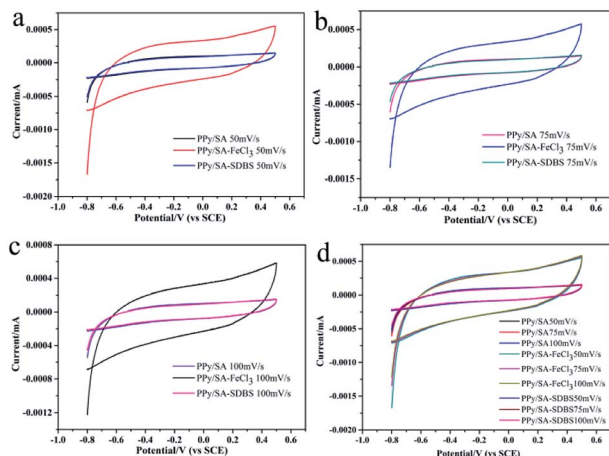 a
0.0005
0.0000
-0.0005
-0.0010
-0.0015
-0.0020
Current/mA
PPy/SA 50mV/s
PPy/SA-FeCl₃ 50mV/s
PPy/SA-SDBS 50mV/s
-1.0 -0.8 -0.6 -0.4 -0.2 0.0 0.2 0.4 0.6
Potential/V (vs SCE)
b
0.0005
0.0000
-0.0005
-0.0010
-0.0015
Current/mA
PPy/SA 75mV/s
PPy/SA-FeCl₃ 75mV/s
PPy/SA-SDBS 75mV/s
-1.0 -0.8 -0.6 -0.4 -0.2 0.0 0.2 0.4 0.6
Potential/V (vs SCE)
c
0.0008
0.0004
0.0000
-0.0004
-0.0008
-0.0012
Current/mA
PPy/SA 100mV/s
PPy/SA-FeCl₃ 100mV/s
PPy/SA-SDBS 100mV/s
-1.0 -0.8 -0.6 -0.4 -0.2 0.0 0.2 0.4 0.6
Potential/V (vs SCE)
d
0.0010
0.0005
0.0000
-0.0005
-0.0010
-0.0015
-0.0020
Current/mA
PPy/SA50mV/s
PPy/SA75mV/s
PPy/SA100mV/s
PPy/SA-FeCl₃50mV/s
PPy/SA-FeCl₃75mV/s
PPy/SA-FeCl₃100mV/s
PPy/SA-SDBS50mV/s
PPy/SA-SDBS75mV/s
PPy/SA-SDBS100mV/s
-1.0 -0.8 -0.6 -0.4 -0.2 0.0 0.2 0.4 0.6
Potential/V (vs SCE)